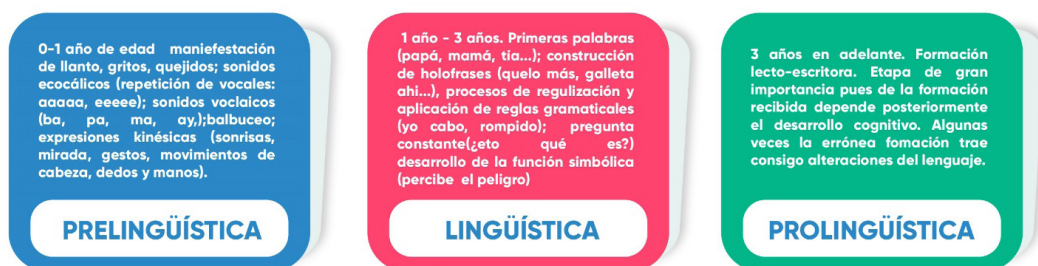 0-1 año de edad maniefestación
de llanto, gritos, quejidos; sonidos
ecocálicos (repetición de vocales:
aaaaa, eeeee); sonidos voclaicos
(ba, pa, ma, ay,);balbuceo;
expresiones kinésicas (sonrisas,
mirada, gestos, movimientos de
cabeza, dedos y manos).
PRELINGÜÍSTICA
1 año - 3 años. Primeras palabras
(papá, mamá, tía...); construcción
de holofrases (quelo más, galleta
ahi...), procesos de regulización y
aplicación de reglas gramaticales
(yo cabo, rompido); pregunta
constante(¿eto qué es?)
desarrollo de la función simbólica
(percibe el peligro)
LINGÜÍSTICA
3 años en adelante. Formación
lecto-escritora. Etapa de gran
importancia pues de la formación
recibida depende posteriormente
el desarrollo cognitivo. Algunas
veces la errónea fomación trae
consigo alteraciones del lenguaje.
PROLINGÜÍSTICA